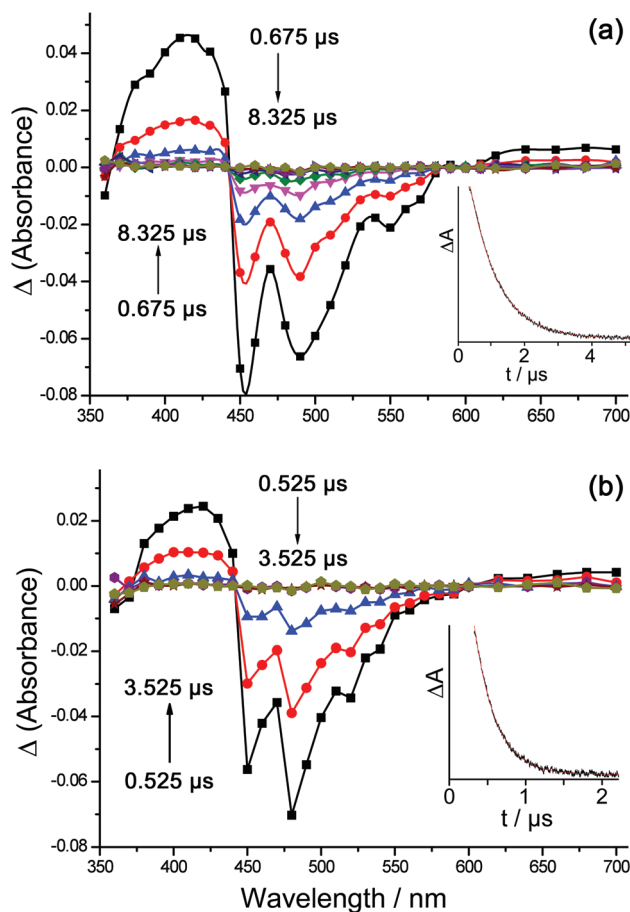 (a)
0.675 µs
8.325 µs
8.325 µs
0.675 µs
Δ (Absorbance)
0.04
0.02
0.00
-0.02
-0.04
-0.06
-0.08
350 400 450 500 550 600 650 700
ΔA
0 2 4
t / µs
(b)
0.525 µs
3.525 µs
3.525 µs
0.525 µs
Δ (Absorbance)
0.02
0.00
-0.02
-0.04
-0.06
-0.08
350 400 450 500 550 600 650 700
ΔA
0 1 2
t / µs
Wavelength / nm